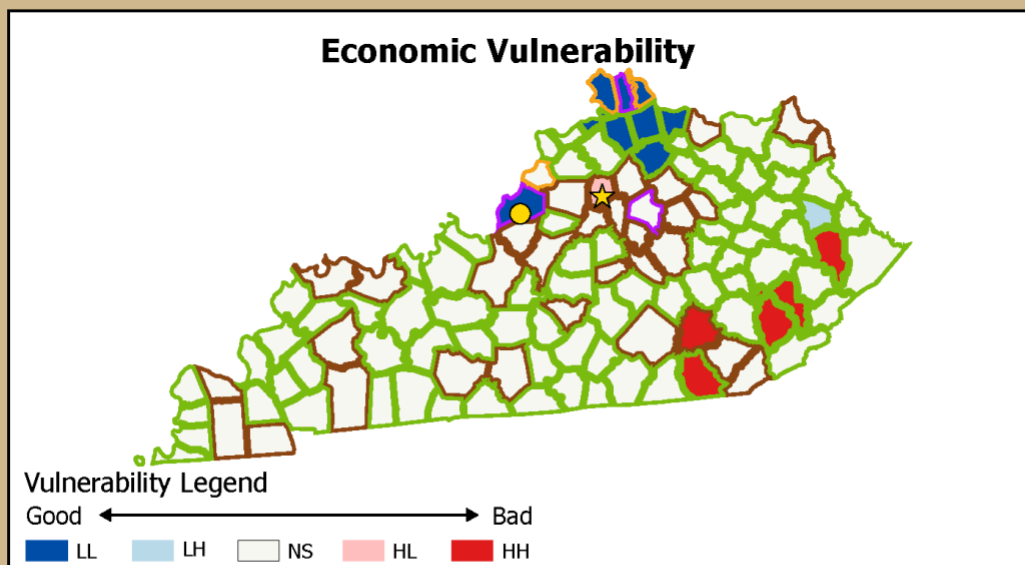 Economic Vulnerability
Vulnerability Legend
Good Bad
LL LH NS HL HH